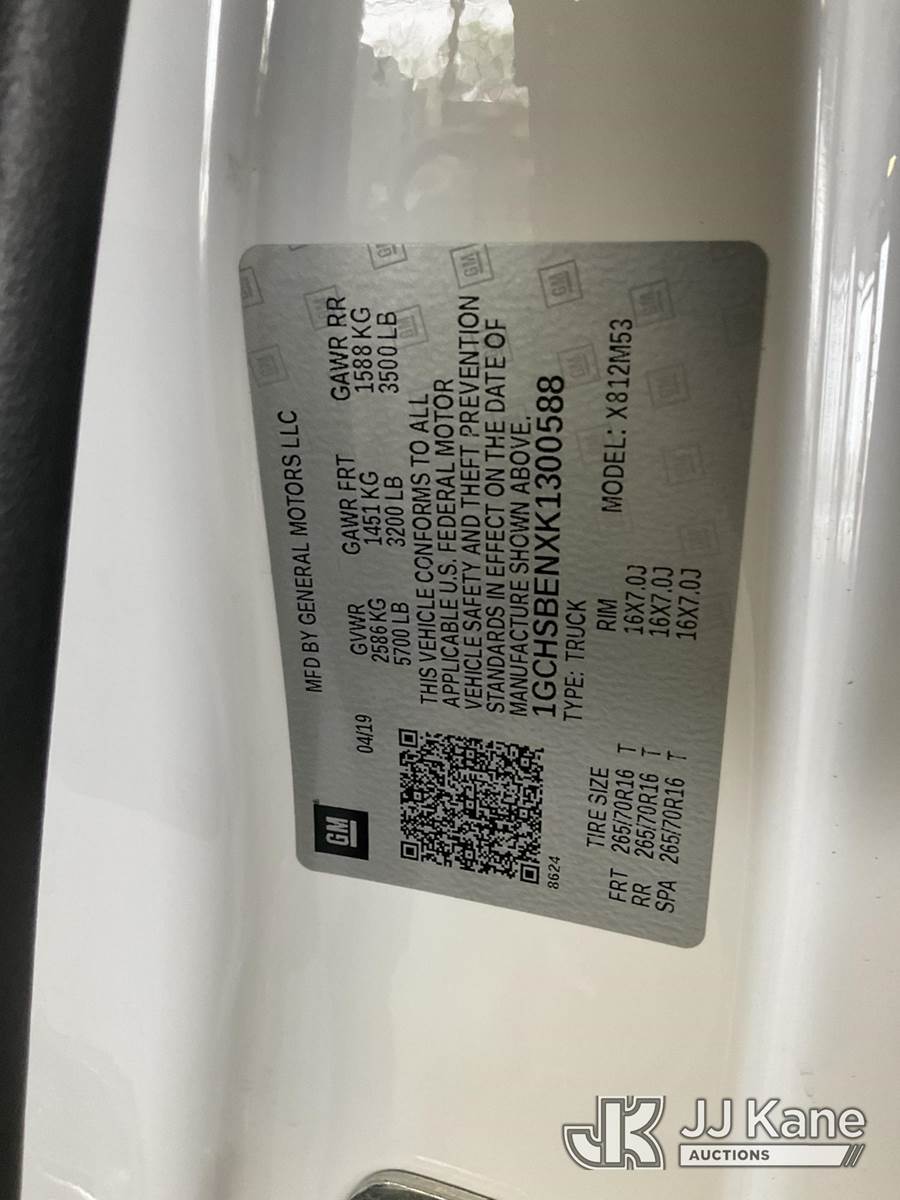 GM
MFD BY GENERAL MOTORS LLC
04/19
GVWR GAWR FRT GAWR RR
2586 KG 1451 KG 1588 KG
5700 LB 3200 LB 3500 LB
THIS VEHICLE CONFORMS TO ALL
APPLICABLE U.S. FEDERAL MOTOR
VEHICLE SAFETY AND THEFT PREVENTION
STANDARDS IN EFFECT ON THE DATE OF
MANUFACTURE SHOWN ABOVE.
1GCHSBENXK1300588
TYPE: TRUCK
8624
TIRE SIZE RIM MODEL: X812M53
FRT 265/70R16 T 16X7.0J
RR 265/70R16 T 16X7.0J
SPA 265/70R16 T 16X7.0J
JK JJ Kane
AUCTIONS